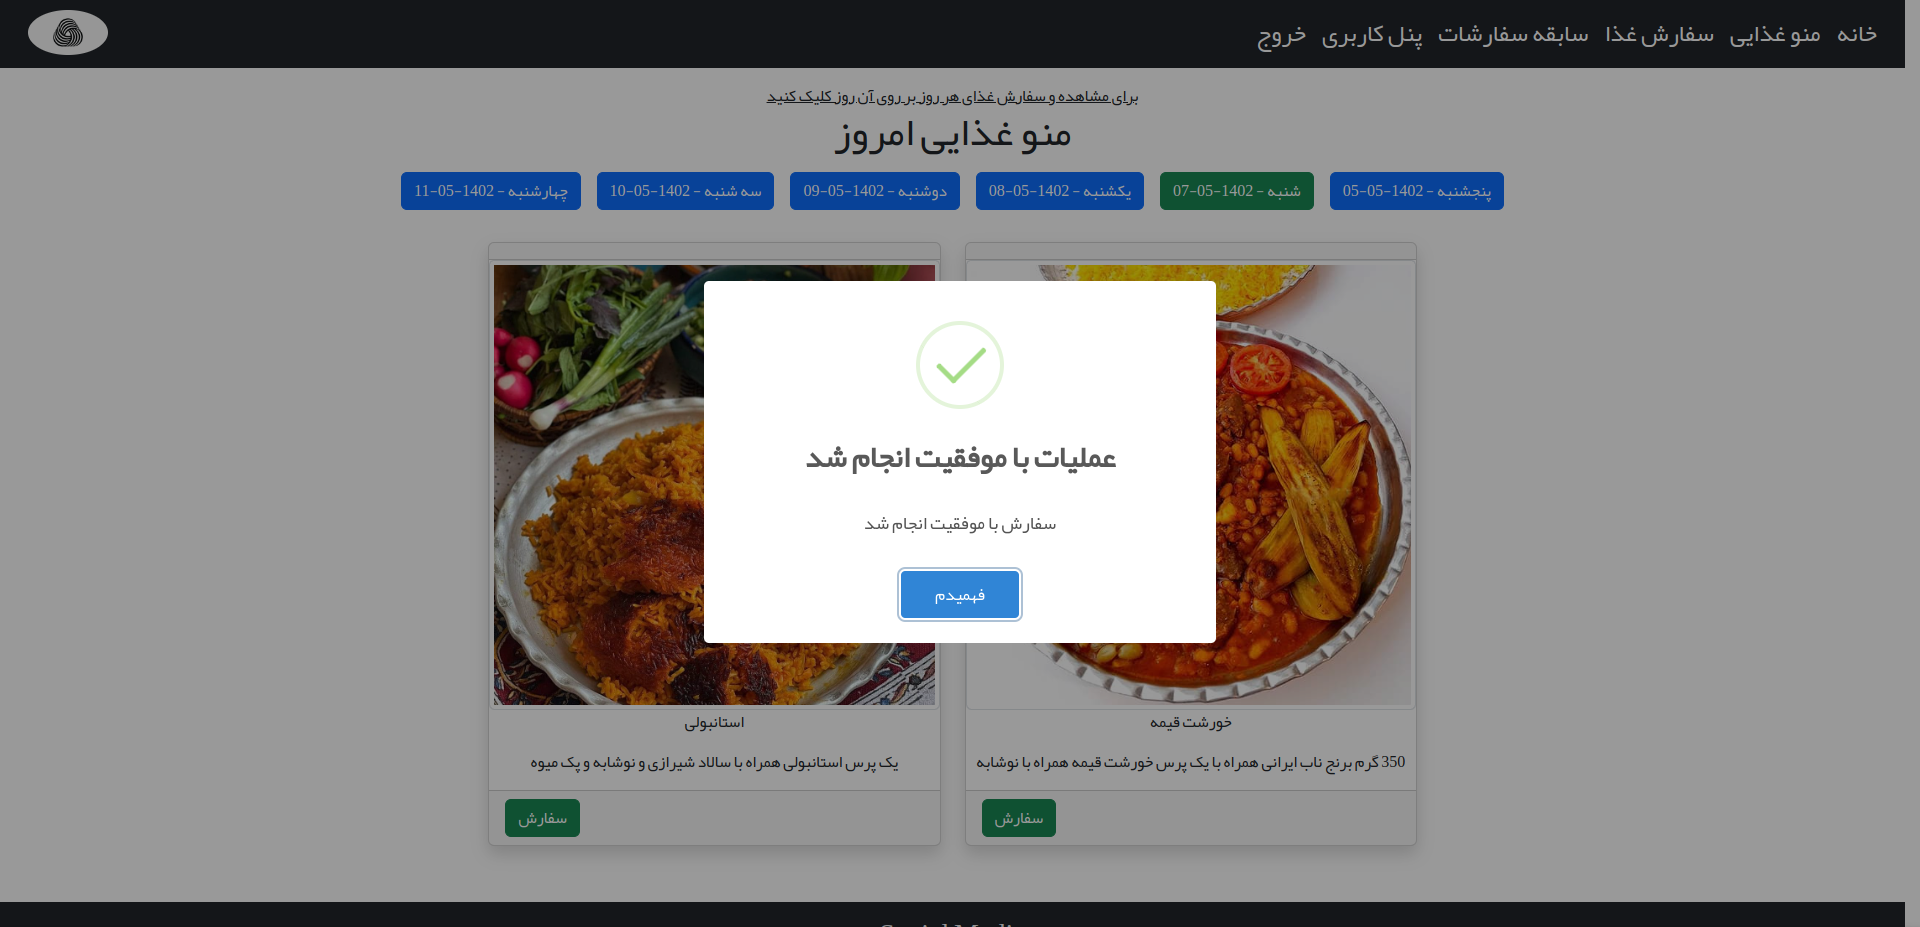 خانه
منو غذایی
سفارش غذا
سابقه سفارشات
پنل کاربری
خروج
برای مشاهده و سفارش غذای هر روز بر روی آن روز کلیک کنید
منو غذایی امروز
پنجشنبه - 1402-05-05
شنبه - 1402-05-07
یکشنبه - 1402-05-08
دوشنبه - 1402-05-09
سه شنبه - 1402-05-10
چهارشنبه - 1402-05-11
عملیات با موفقیت انجام شد
سفارش با موفقیت انجام شد
فهمیدم
خورشت قیمه
350 گرم برنج ناب ایرانی همراه با یک پرس خورشت قیمه همراه با نوشابه
سفارش
استانبولی
یک پرس استانبولی همراه با سالاد شیرازی و نوشابه و پک میوه
سفارش